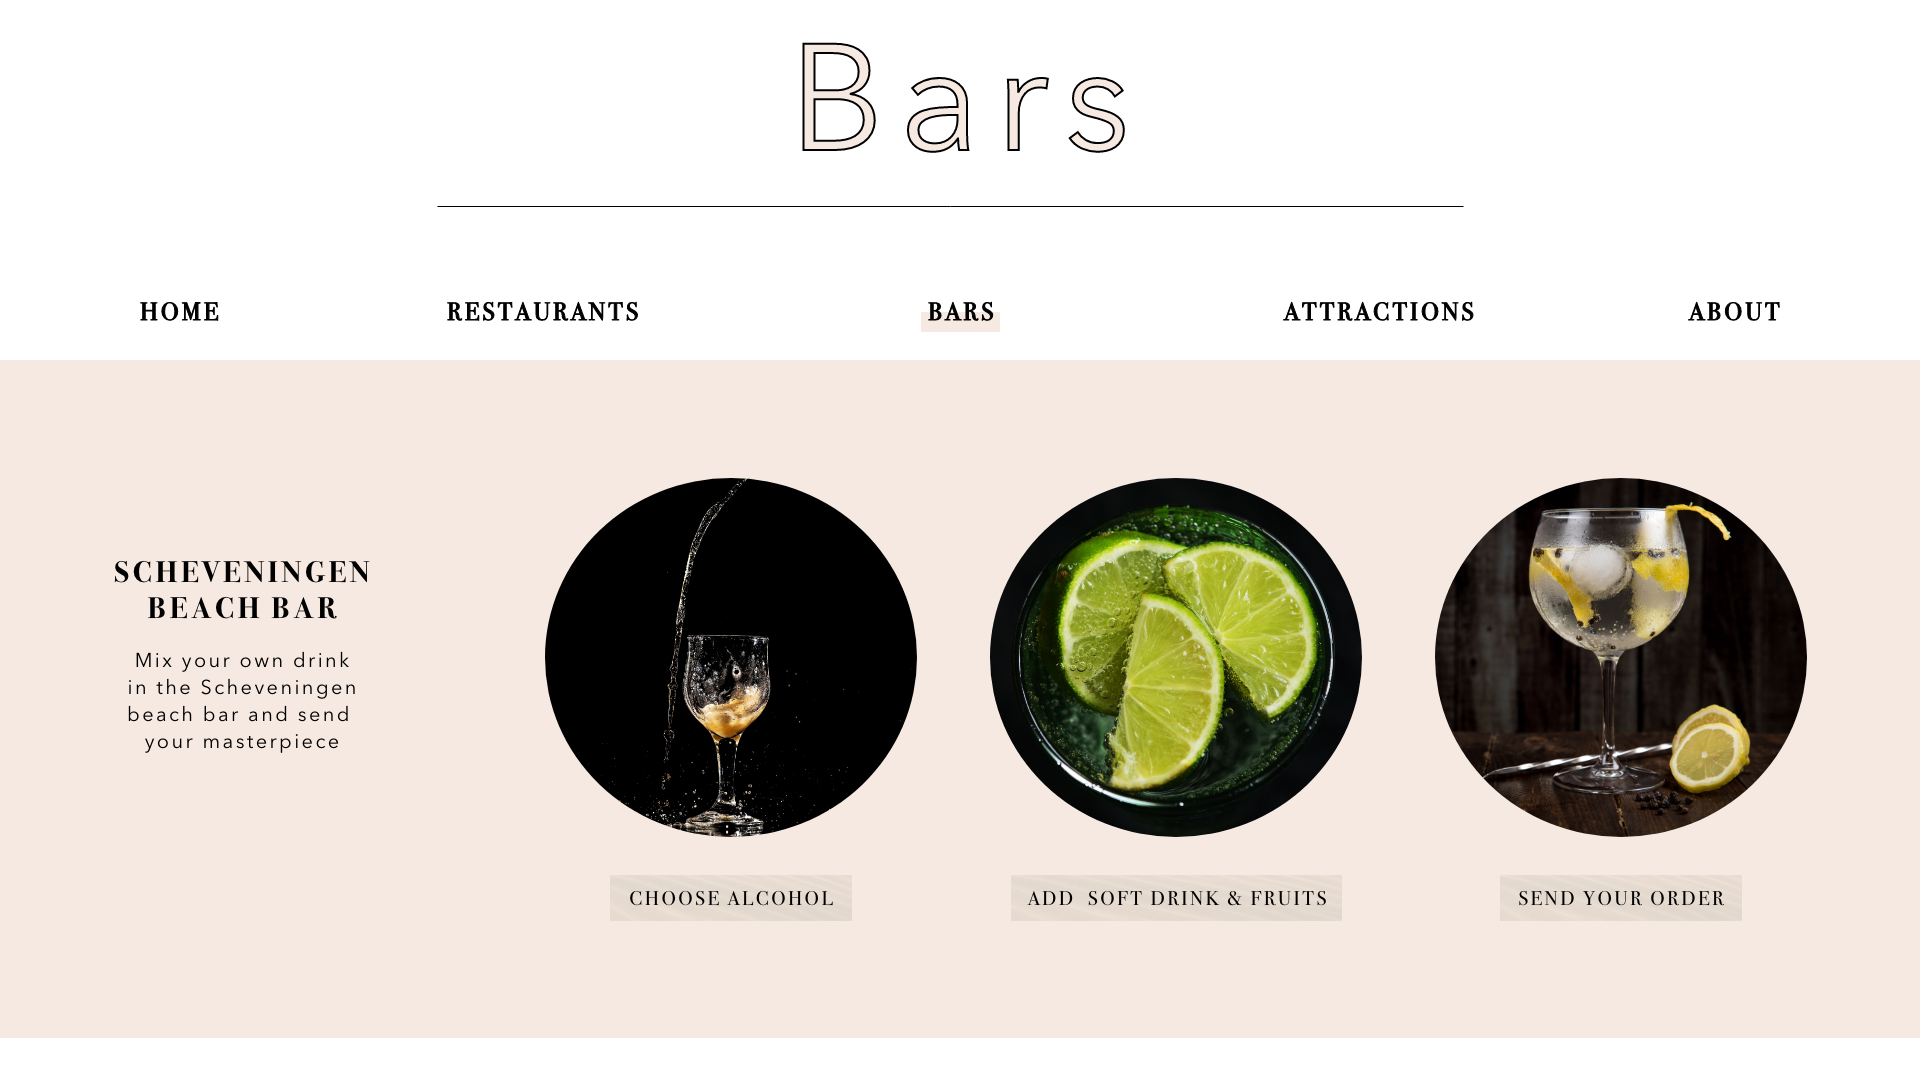 Bars
HOME RESTAURANTS BARS ATTRACTIONS ABOUT
SCHEVENINGEN
BEACH BAR
Mix your own drink
in the Scheveningen
beach bar and send
your masterpiece
CHOOSE ALCOHOL
ADD SOFT DRINK & FRUITS
SEND YOUR ORDER